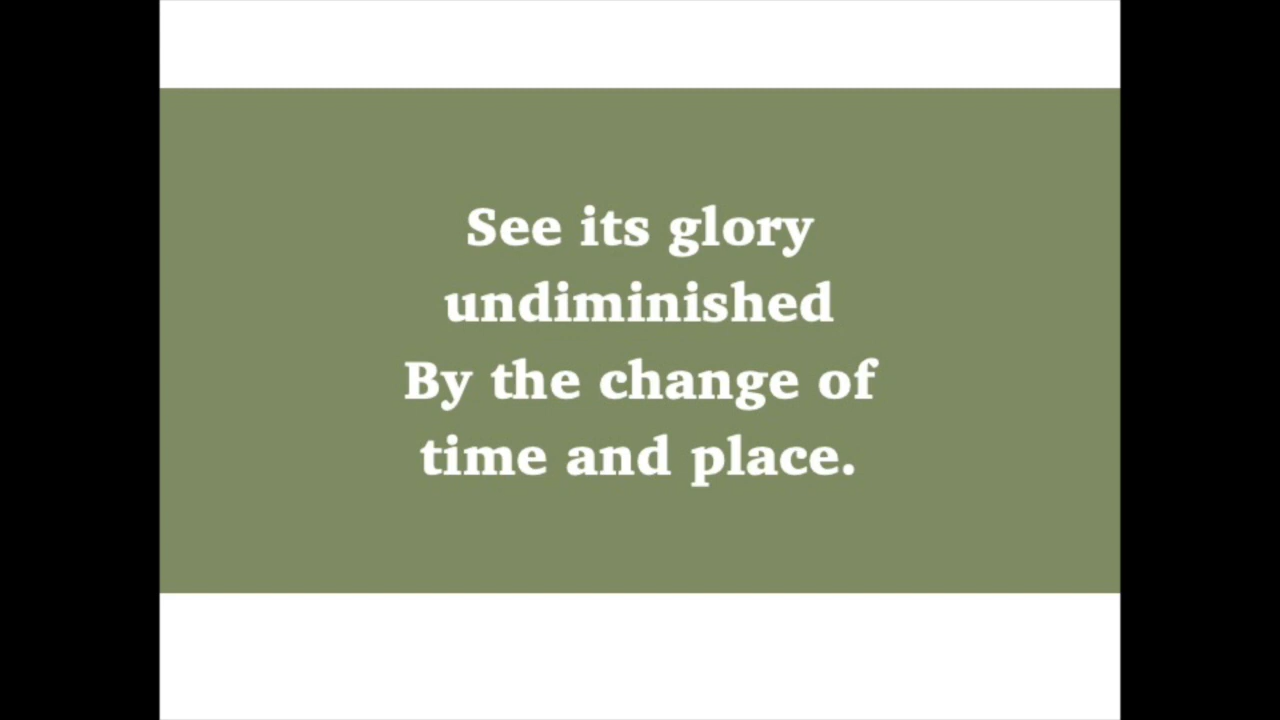 See its glory
undiminished
By the change of
time and place.